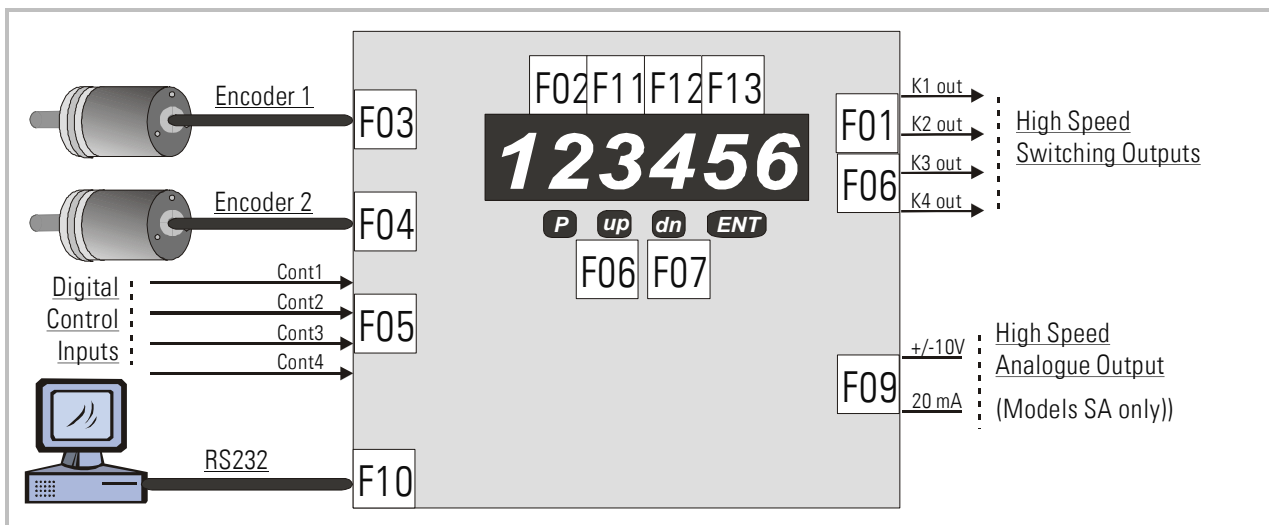 Encoder 1
F03
Encoder 2
F04
Digital
Control
Inputs
Cont1
Cont2
Cont3
Cont4
F05
RS232
F10
F02 F11 F12 F13
123456
P up dn ENT
F06 F07
F01
F06
K1 out
K2 out
K3 out
K4 out
High Speed
Switching Outputs
F09
+/-10V
20 mA
High Speed
Analogue Output
(Models SA only))